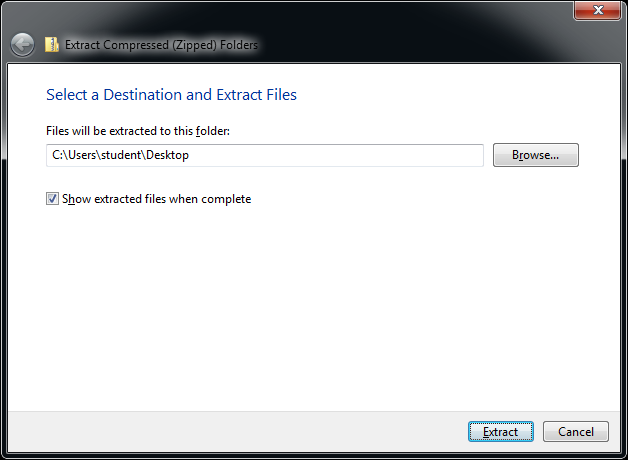 Extract Compressed (Zipped) Folders
Select a Destination and Extract Files
Files will be extracted to this folder:
C:\Users\student\Desktop
Browse...
Show extracted files when complete
Extract
Cancel